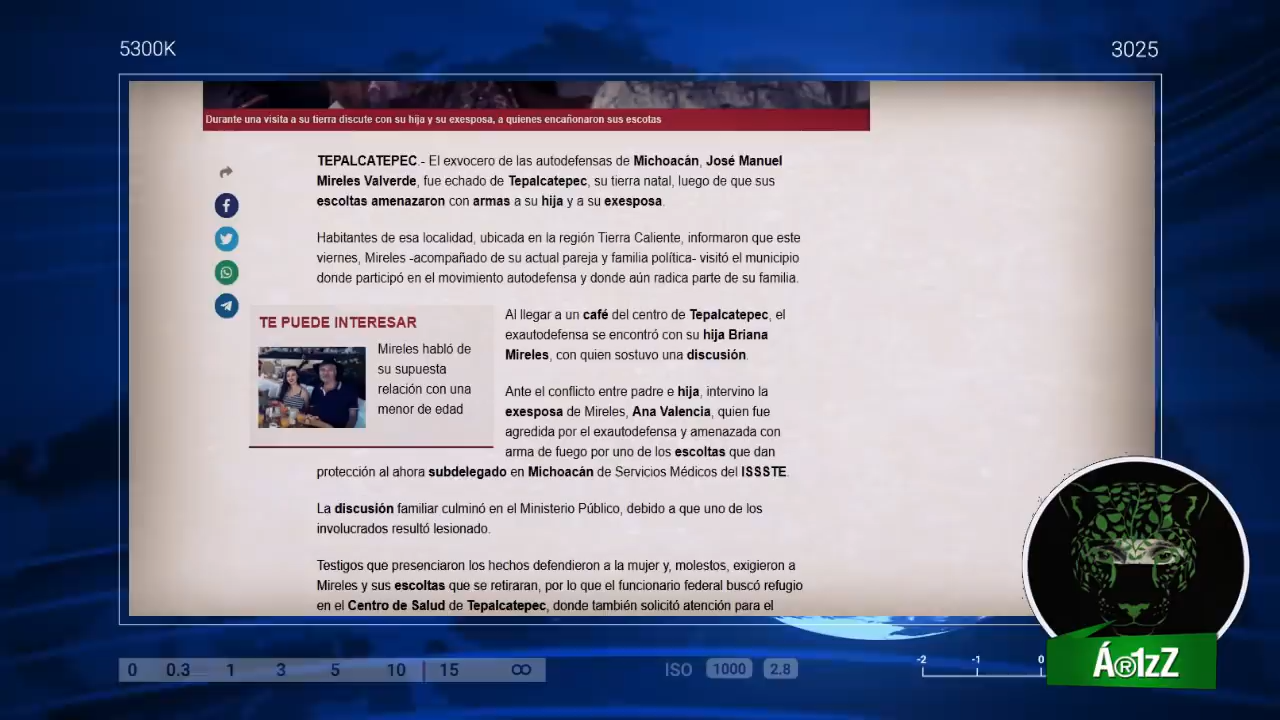 5300K
3025
Durante una visita a su tierra discute con su hija y su exesposa, a quienes encañonaron sus escotas
TEPALCATEPEC.- El exvocero de las autodefensas de Michoacán, José Manuel
Mireles Valverde, fue echado de Tepalcatepec, su tierra natal, luego de que sus
escoltas amenazaron con armas a su hija y a su exesposa.
Habitantes de esa localidad, ubicada en la región Tierra Caliente, informaron que este
viernes, Mireles -acompañado de su actual pareja y familia política- visitó el municipio
donde participó en el movimiento autodefensa y donde aún radica parte de su familia.
TE PUEDE INTERESAR
Mireles habló de
su supuesta
relación con una
menor de edad
Al llegar a un café del centro de Tepalcatepec, el
exautodefensa se encontró con su hija Briana
Mireles, con quien sostuvo una discusión.
Ante el conflicto entre padre e hija, intervino la
exesposa de Mireles, Ana Valencia, quien fue
agredida por el exautodefensa y amenazada con
arma de fuego por uno de los escoltas que dan
protección al ahora subdelegado en Michoacán de Servicios Médicos del ISSSTE.
La discusión familiar culminó en el Ministerio Público, debido a que uno de los
involucrados resultó lesionado.
Testigos que presenciaron los hechos defendieron a la mujer y, molestos, exigieron a
Mireles y sus escoltas que se retiraran, por lo que el funcionario federal buscó refugio
en el Centro de Salud de Tepalcatepec, donde también solicitó atención para el
Á®1zZ
0 0.3 1 3 5 10 15 ∞
ISO 1000 2.8
-2 -1 0